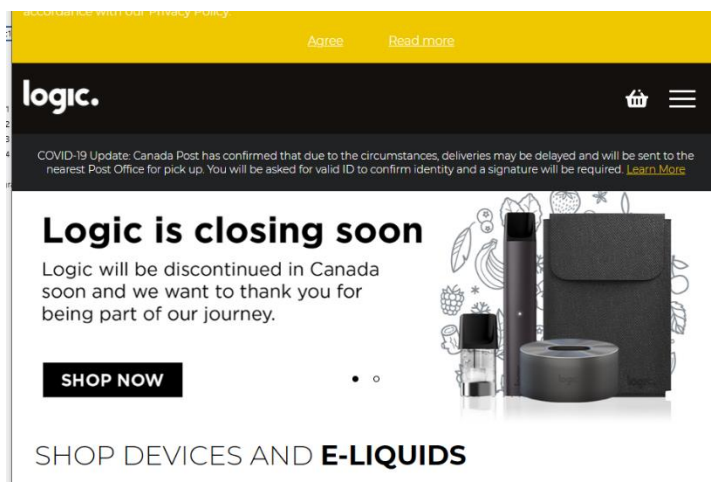 accordance with our Privacy Policy.
Agree Read more
logic.
COVID-19 Update: Canada Post has confirmed that due to the circumstances, deliveries may be delayed and will be sent to the
nearest Post Office for pick up. You will be asked for valid ID to confirm identity and a signature will be required. Learn More
Logic is closing soon
Logic will be discontinued in Canada
soon and we want to thank you for
being part of our journey.
SHOP NOW
logic.
logic.
SHOP DEVICES AND E-LIQUIDS